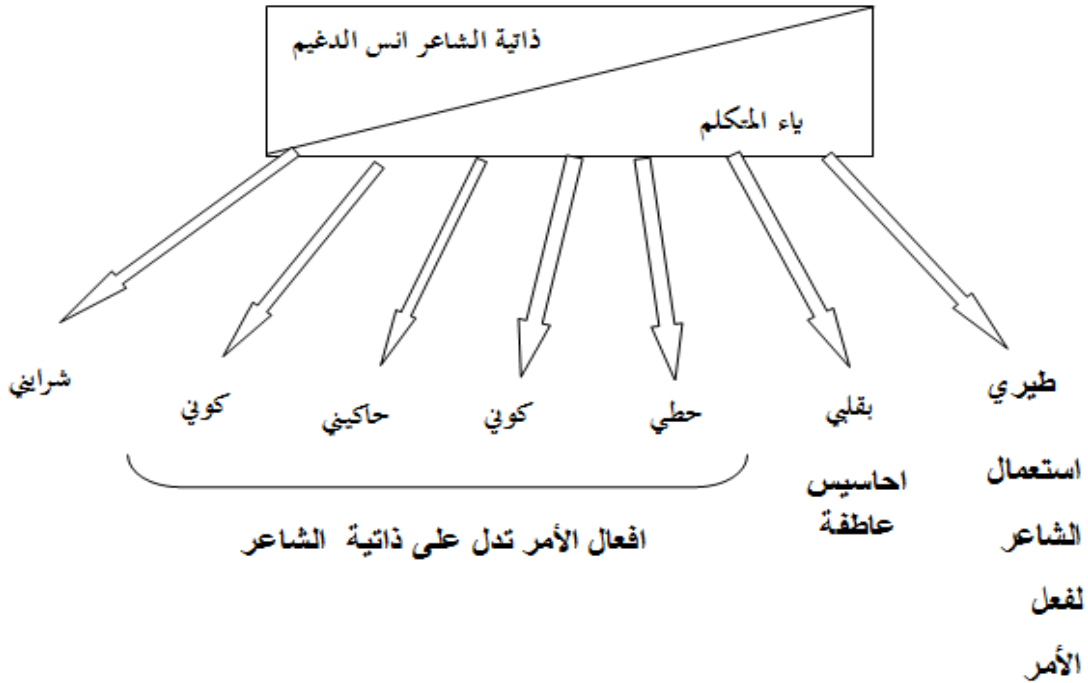 ذاتية الشاعر انس الدغيم
ياء المتكلم
طيري
بقلبي
حطي
كوني
حاكيني
كوني
شرايني
استعمال
الشاعر
لفعل
الأمر
احاسيس
عاطفة
افعال الأمر تدل على ذاتية الشاعر